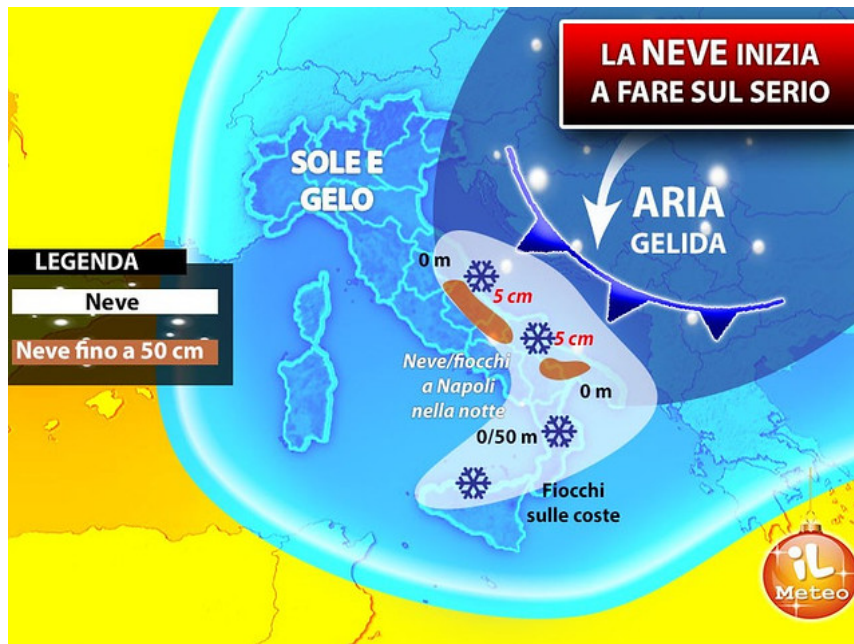 LA NEVE INIZIA
A FARE SUL SERIO
SOLE E
GELO
ARIA
GELIDA
LEGENDA
Neve
Neve fino a 50 cm
0 m
5 cm
5 cm
Neve/fiocchi
a Napoli
nella notte
0 m
0/50 m
Fiocchi
sulle coste
iL
Meteo